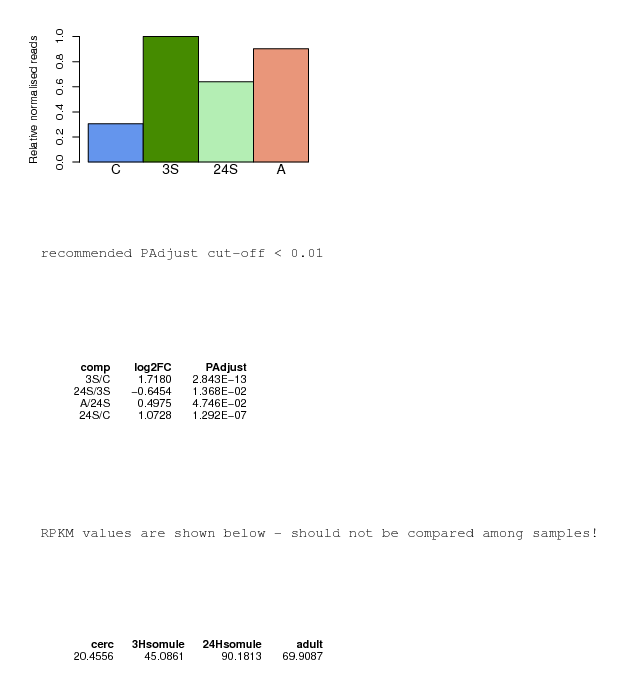 Relative normalised reads
1.0
0.8
0.6
0.4
0.2
0.0
C 3S 24S A
recommended PAdjust cut-off < 0.01
comp log2FC PAdjust
3S/C 1.7180 2.843E−13
24S/3S −0.6454 1.368E−02
A/24S 0.4975 4.746E−02
24S/C 1.0728 1.292E−07
RPKM values are shown below - should not be compared among samples!
cerc 3Hsomule 24Hsomule adult
20.4556 45.0861 90.1813 69.9087